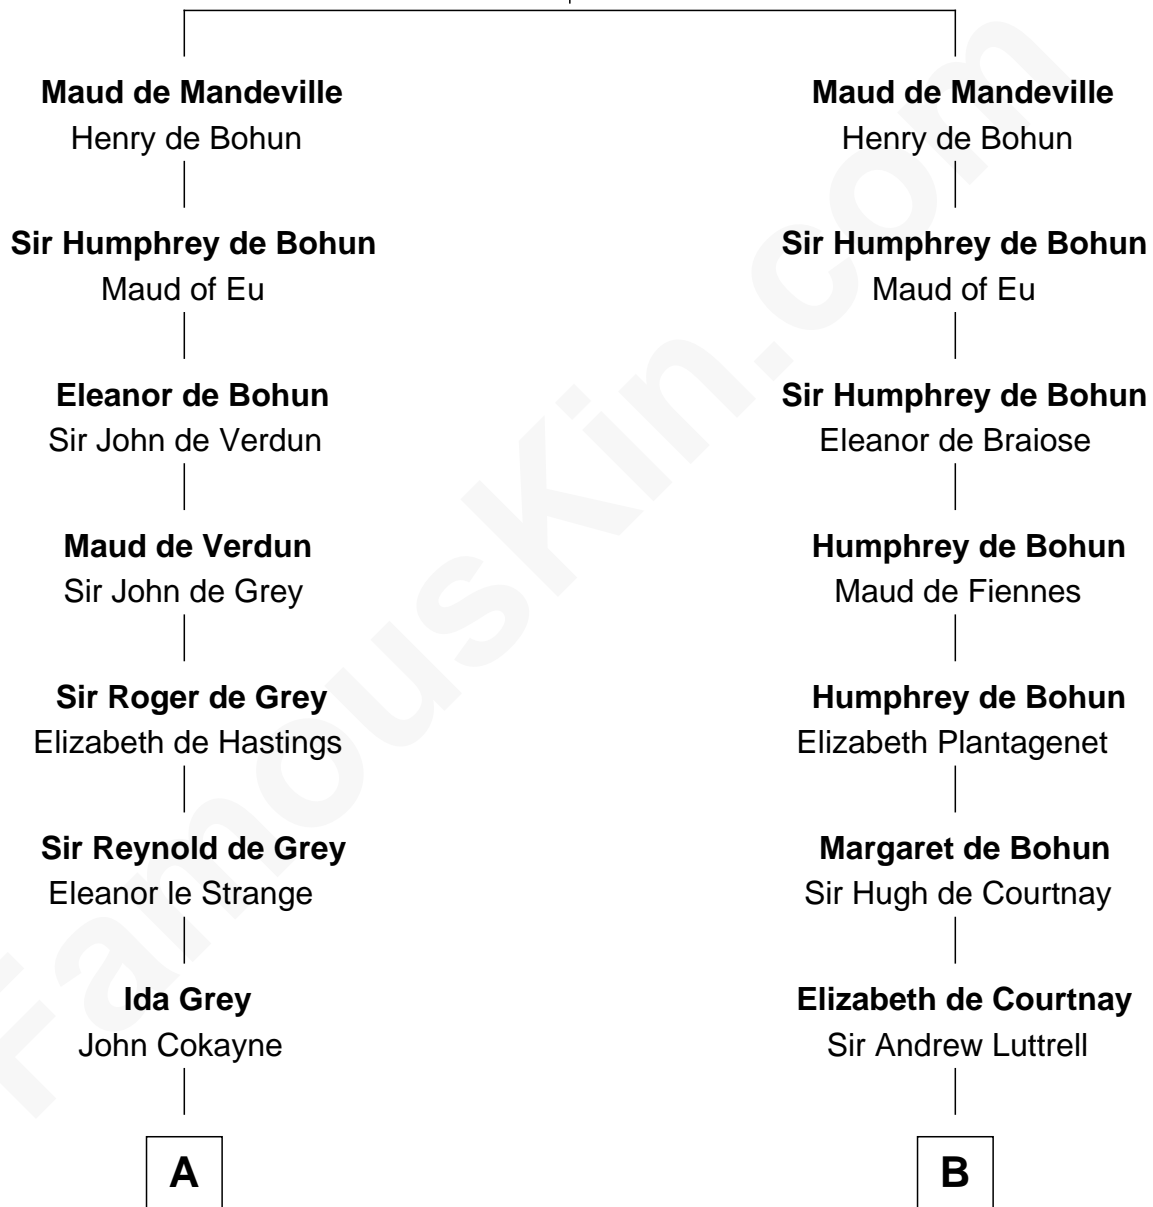 Maud de Mandeville
Henry de Bohun
Sir Humphrey de Bohun
Maud of Eu
Eleanor de Bohun
Sir John de Verdun
Maud de Verdun
Sir John de Grey
Sir Roger de Grey
Elizabeth de Hastings
Sir Reynold de Grey
Eleanor le Strange
Ida Grey
John Cokayne
A
Maud de Mandeville
Henry de Bohun
Sir Humphrey de Bohun
Maud of Eu
Sir Humphrey de Bohun
Eleanor de Braiose
Humphrey de Bohun
Maud de Fiennes
Humphrey de Bohun
Elizabeth Plantagenet
Margaret de Bohun
Sir Hugh de Courtnay
Elizabeth de Courtnay
Sir Andrew Luttrell
B
FamousKin.com